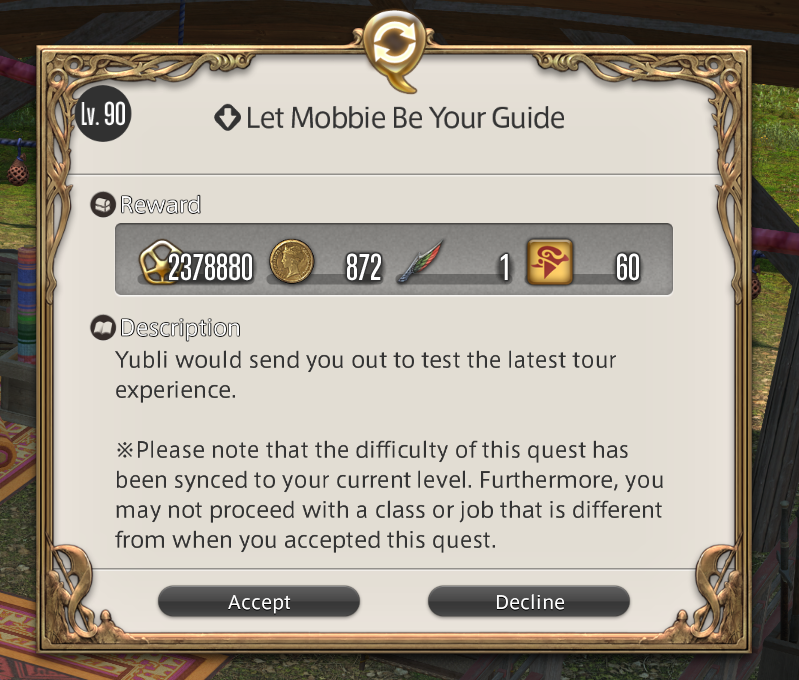 Lv. 90
Let Mobbie Be Your Guide
Reward
2378880 872 1 60
Description
Yubli would send you out to test the latest tour
experience.
※Please note that the difficulty of this quest has
been synced to your current level. Furthermore, you
may not proceed with a class or job that is different
from when you accepted this quest.
Accept Decline